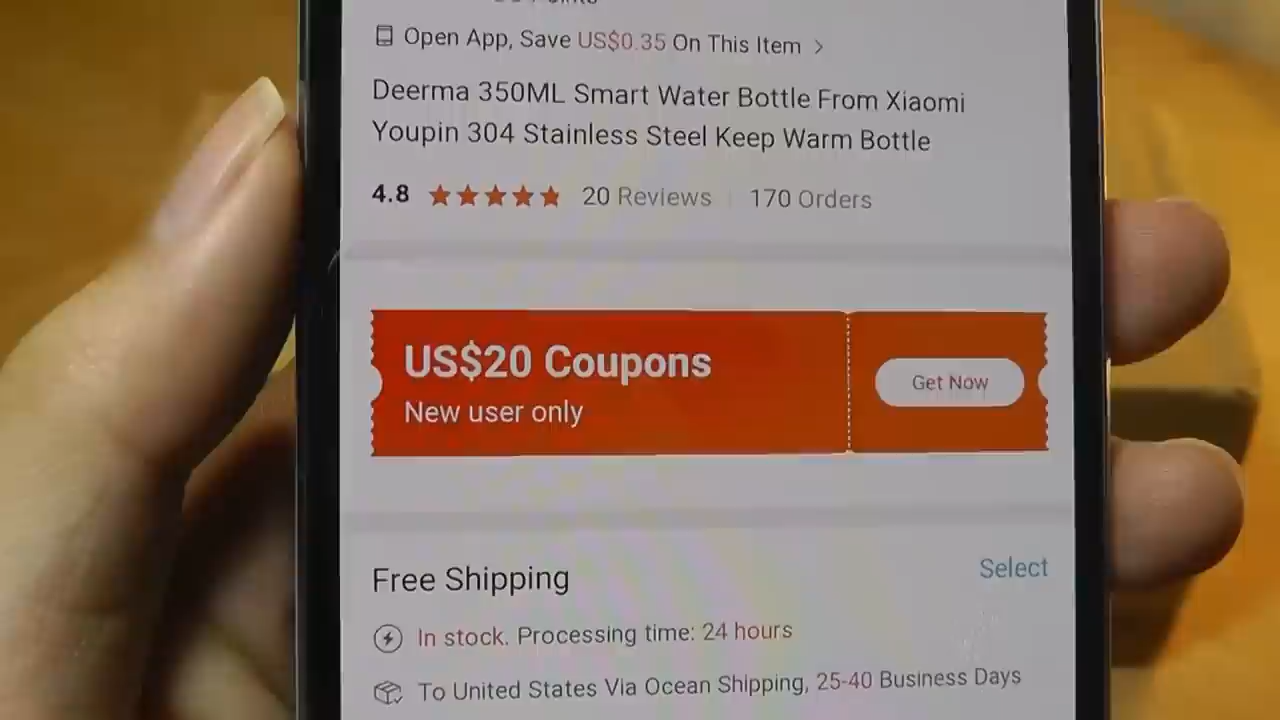 Open App, Save US$0.35 On This Item >
Deerma 350ML Smart Water Bottle From Xiaomi
Youpin 304 Stainless Steel Keep Warm Bottle
4.8 ★★★★★ 20 Reviews | 170 Orders
US$20 Coupons
New user only
Get Now
Free Shipping
Select
In stock. Processing time: 24 hours
To United States Via Ocean Shipping, 25-40 Business Days